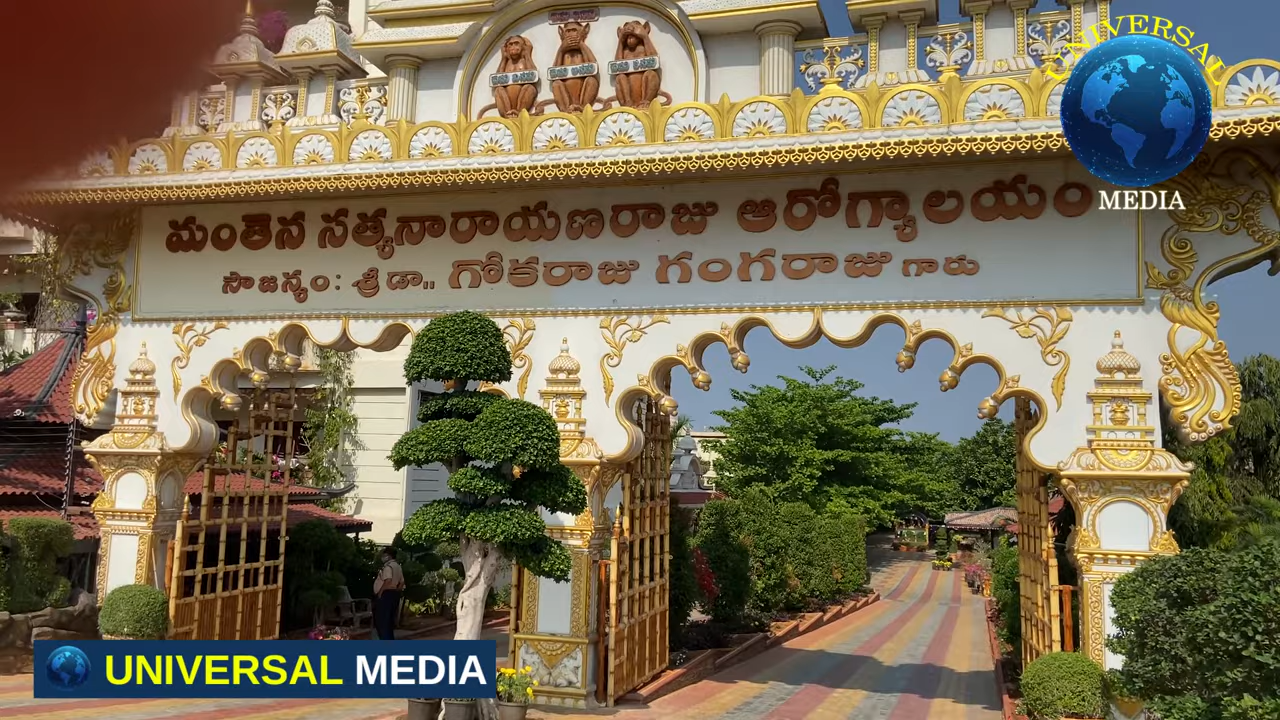 UNIVERSAL
MEDIA
మంతెన సత్యనారాయణరాజు ఆరోగ్యాలయం
సౌజన్యం: శ్రీ డా.. గోకరాజు గంగరాజు గారు
UNIVERSAL MEDIA